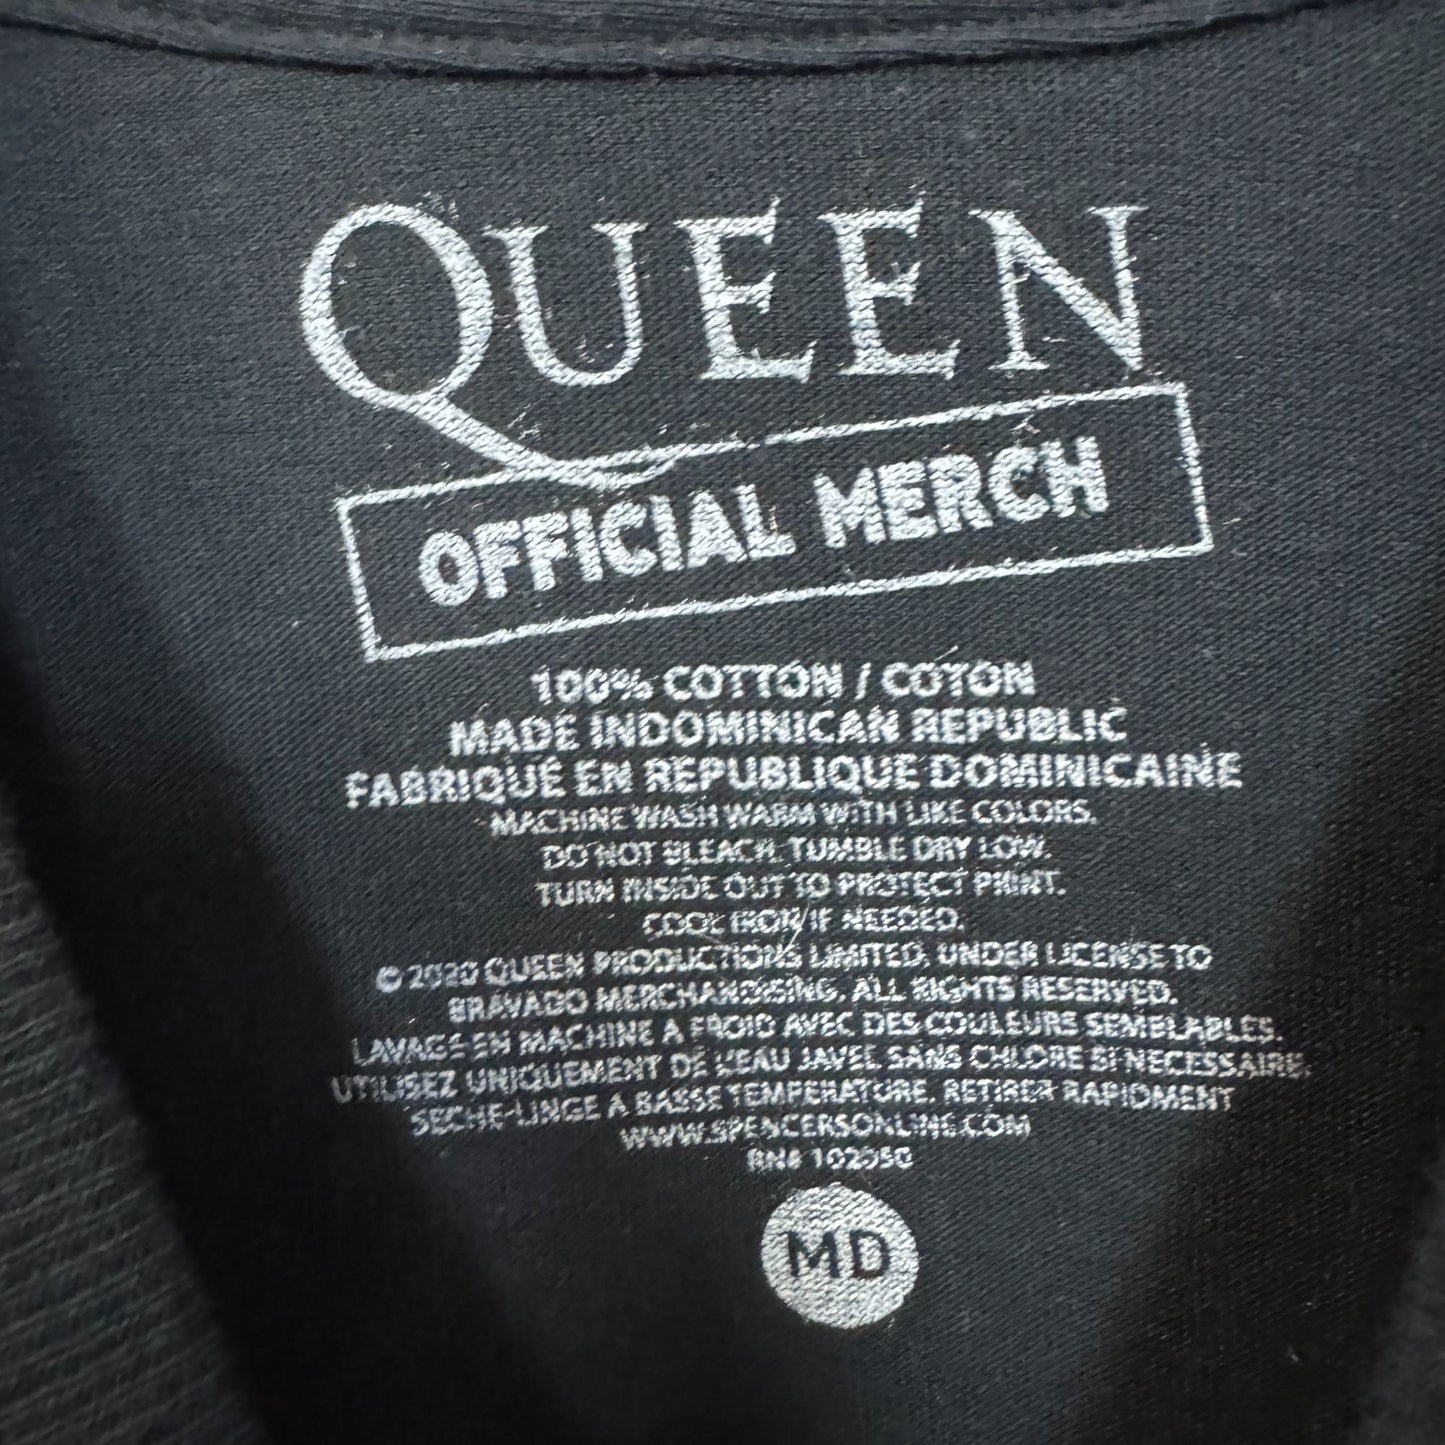 QUEEN
OFFICIAL MERCH
100% COTTON / COTON
MADE INDOMINICAN REPUBLIC
FABRIQUÉ EN REPUBLIQUE DOMINICAINE
MACHINE WASH WARM WITH LIKE COLORS.
DO NOT BLEACH. TUMBLE DRY LOW.
TURN INSIDE OUT TO PROTECT PRINT.
COOL IRON IF NEEDED.
© 2020 QUEEN PRODUCTIONS LIMITED. UNDER LICENSE TO
BRAVADO MERCHANDISING. ALL RIGHTS RESERVED.
LAVAGE EN MACHINE A FROID AVEC DES COULEURS SEMBLABLES.
UTILISEZ UNIQUEMENT DE L'EAU JAVEL SANS CHLORE SI NECESSAIRE.
SECHE-LINGE A BASSE TEMPERATURE. RETIRER RAPIDMENT
WWW.SPENCERSONLINE.COM
RN# 102950
MD